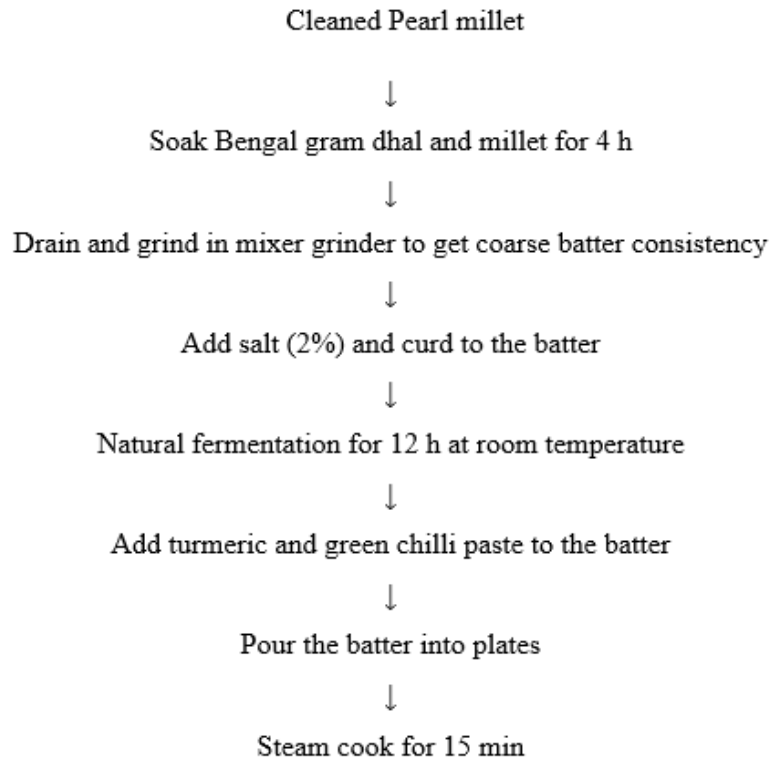 Cleaned Pearl millet
↓
Soak Bengal gram dhal and millet for 4 h
↓
Drain and grind in mixer grinder to get coarse batter consistency
↓
Add salt (2%) and curd to the batter
↓
Natural fermentation for 12 h at room temperature
↓
Add turmeric and green chilli paste to the batter
↓
Pour the batter into plates
↓
Steam cook for 15 min